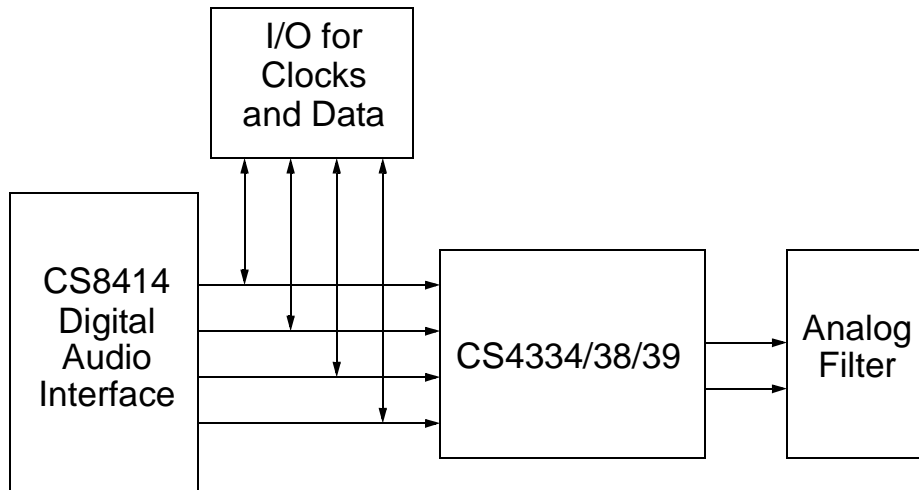 I/O for
Clocks
and Data
CS8414
Digital
Audio
Interface
CS4334/38/39
Analog
Filter